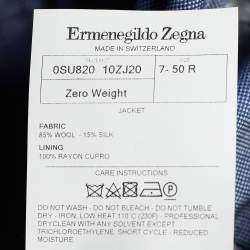 Ermenegildo Zegna
MADE IN SWITZERLAND
0SU820 10ZJ20
7- 50 R
Zero Weight
JACKET
FABRIC
85% WOOL - 15% SILK
LINING
100% RAYON CUPRO
CARE INSTRUCTIONS
DO NOT WASH - DO NOT BLEACH - DO NOT TUMBLE
DRY - IRON, LOW HEAT 110°C (230F) - PROFESSIONAL
DRYCLEAN WITH ANY SOLVENT EXCEPT
TRICHLOROETHYLENE, SHORT CYCLE - REDUCED
MOISTURE